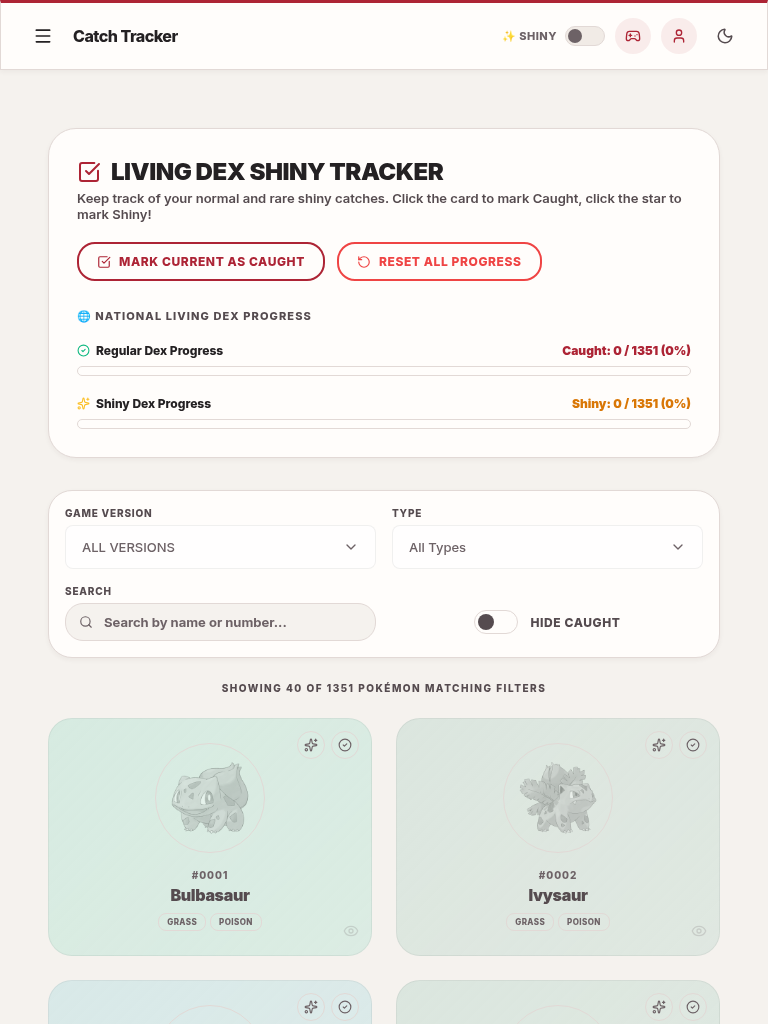 Catch Tracker
✨ SHINY
LIVING DEX SHINY TRACKER
Keep track of your normal and rare shiny catches. Click the card to mark Caught, click the star to
mark Shiny!
MARK CURRENT AS CAUGHT
RESET ALL PROGRESS
🌐 NATIONAL LIVING DEX PROGRESS
Regular Dex Progress
Caught: 0 / 1351 (0%)
Shiny Dex Progress
Shiny: 0 / 1351 (0%)
GAME VERSION
TYPE
ALL VERSIONS
All Types
SEARCH
Search by name or number...
HIDE CAUGHT
SHOWING 40 OF 1351 POKÉMON MATCHING FILTERS
#0001
Bulbasaur
GRASS
POISON
#0002
Ivysaur
GRASS
POISON